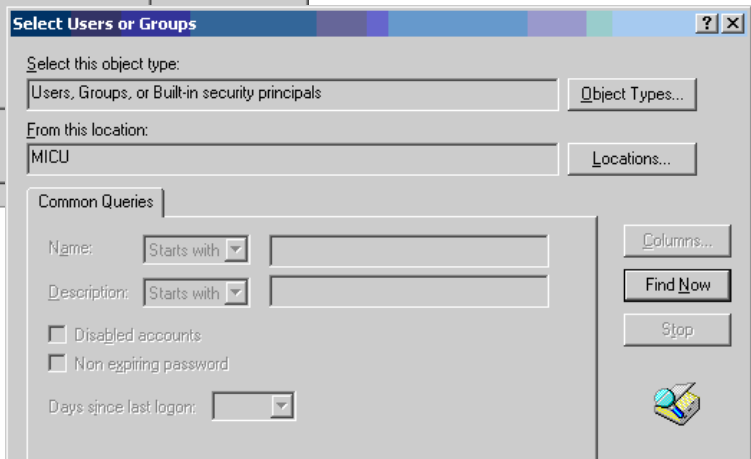 Select Users or Groups
Select this object type:
Users, Groups, or Built-in security principals
Object Types...
From this location:
MICU
Locations...
Common Queries
Name:
Starts with
Columns...
Description:
Starts with
Find Now
Disabled accounts
Stop
Non expiring password
Days since last logon: